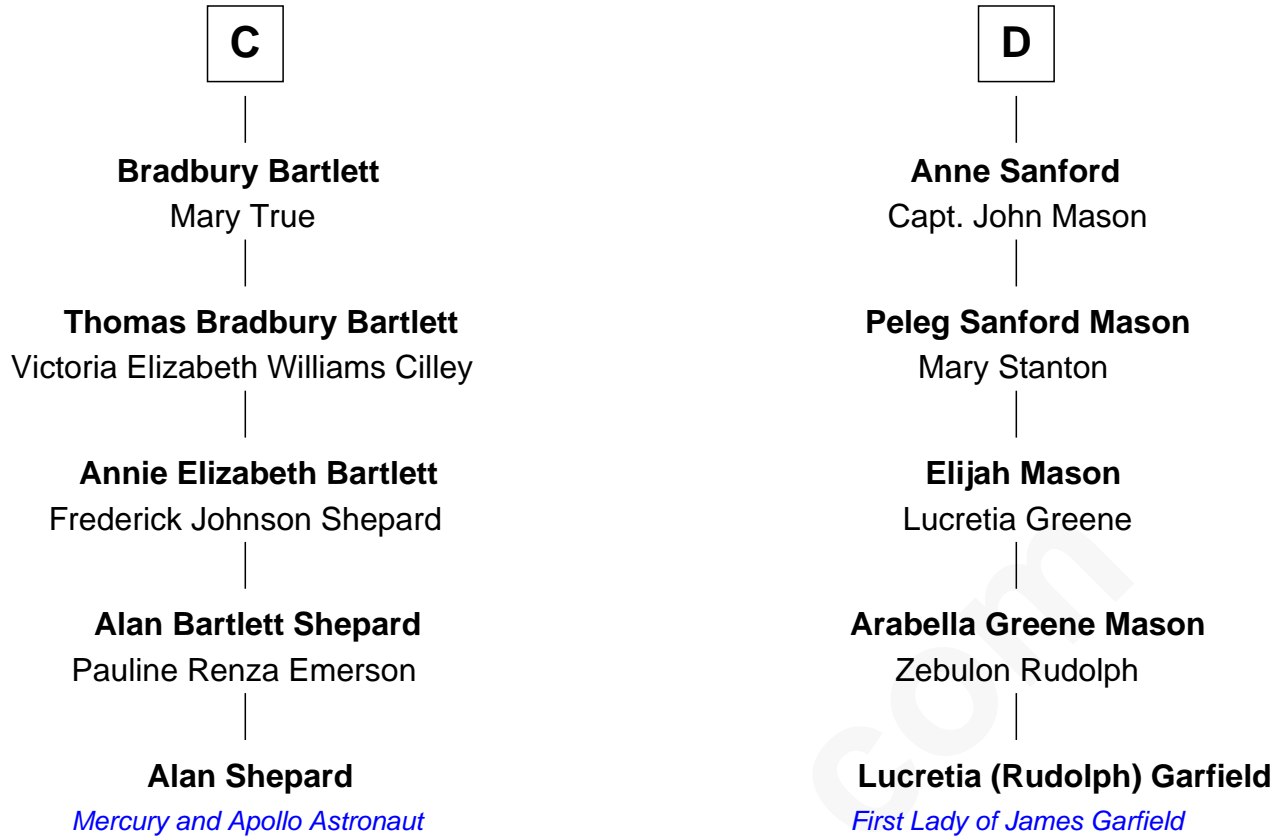 C
Bradbury Bartlett
Mary True
Thomas Bradbury Bartlett
Victoria Elizabeth Williams Cilley
Annie Elizabeth Bartlett
Frederick Johnson Shepard
Alan Bartlett Shepard
Pauline Renza Emerson
Alan Shepard
Mercury and Apollo Astronaut
D
Anne Sanford
Capt. John Mason
Peleg Sanford Mason
Mary Stanton
Elijah Mason
Lucretia Greene
Arabella Greene Mason
Zebulon Rudolph
Lucretia (Rudolph) Garfield
First Lady of James Garfield
com